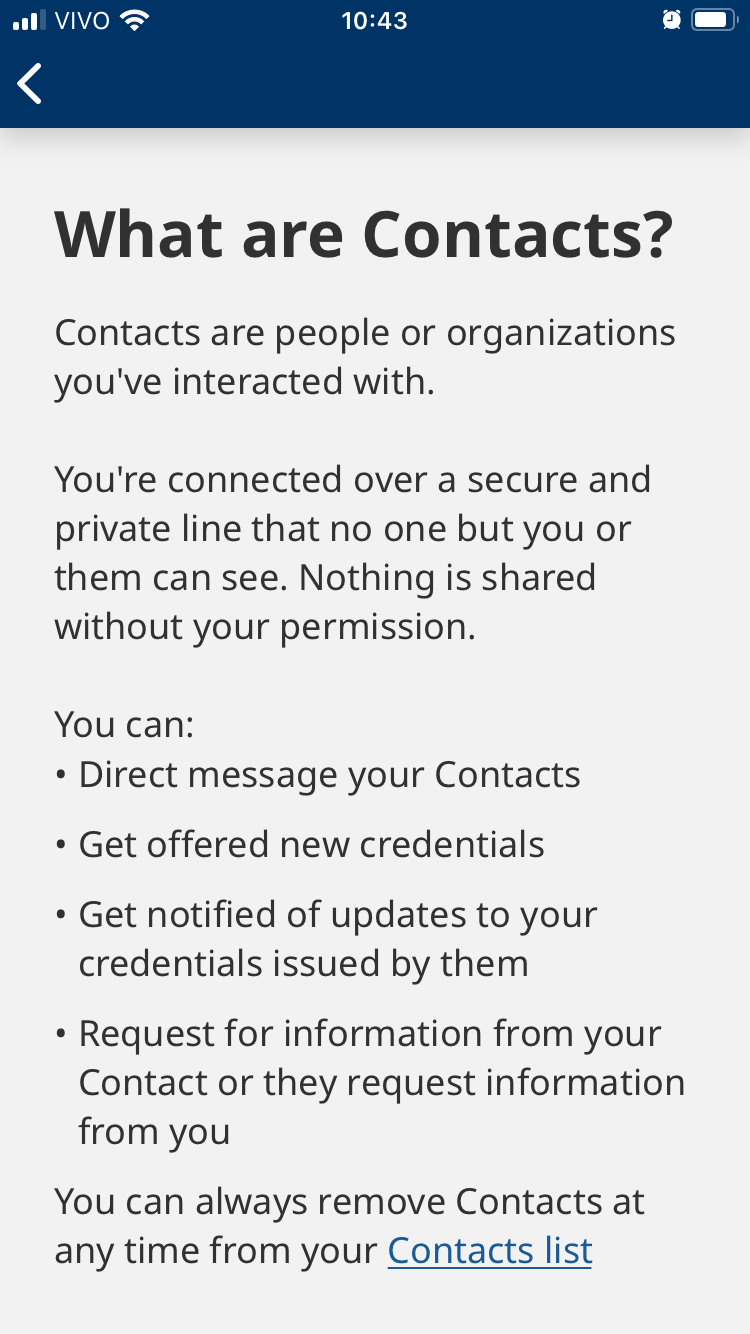 VIVO 10:43
What are Contacts?
Contacts are people or organizations
you've interacted with.
You're connected over a secure and
private line that no one but you or
them can see. Nothing is shared
without your permission.
You can:
• Direct message your Contacts
• Get offered new credentials
• Get notified of updates to your
credentials issued by them
• Request for information from your
Contact or they request information
from you
You can always remove Contacts at
any time from your Contacts list